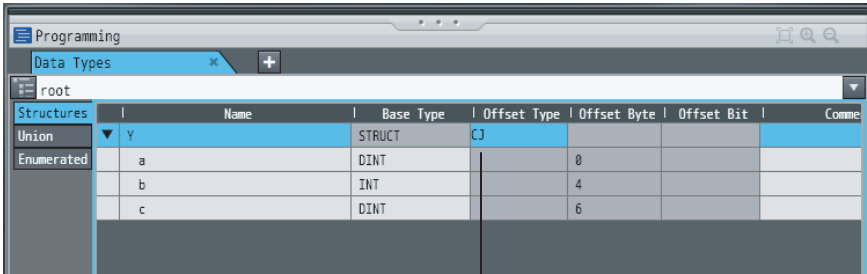 Programming
Data Types
root
Structures Name Base Type Offset Type Offset Byte Offset Bit Comme
Union Y STRUCT CJ
Enumerated a DINT 0
b INT 4
c DINT 6